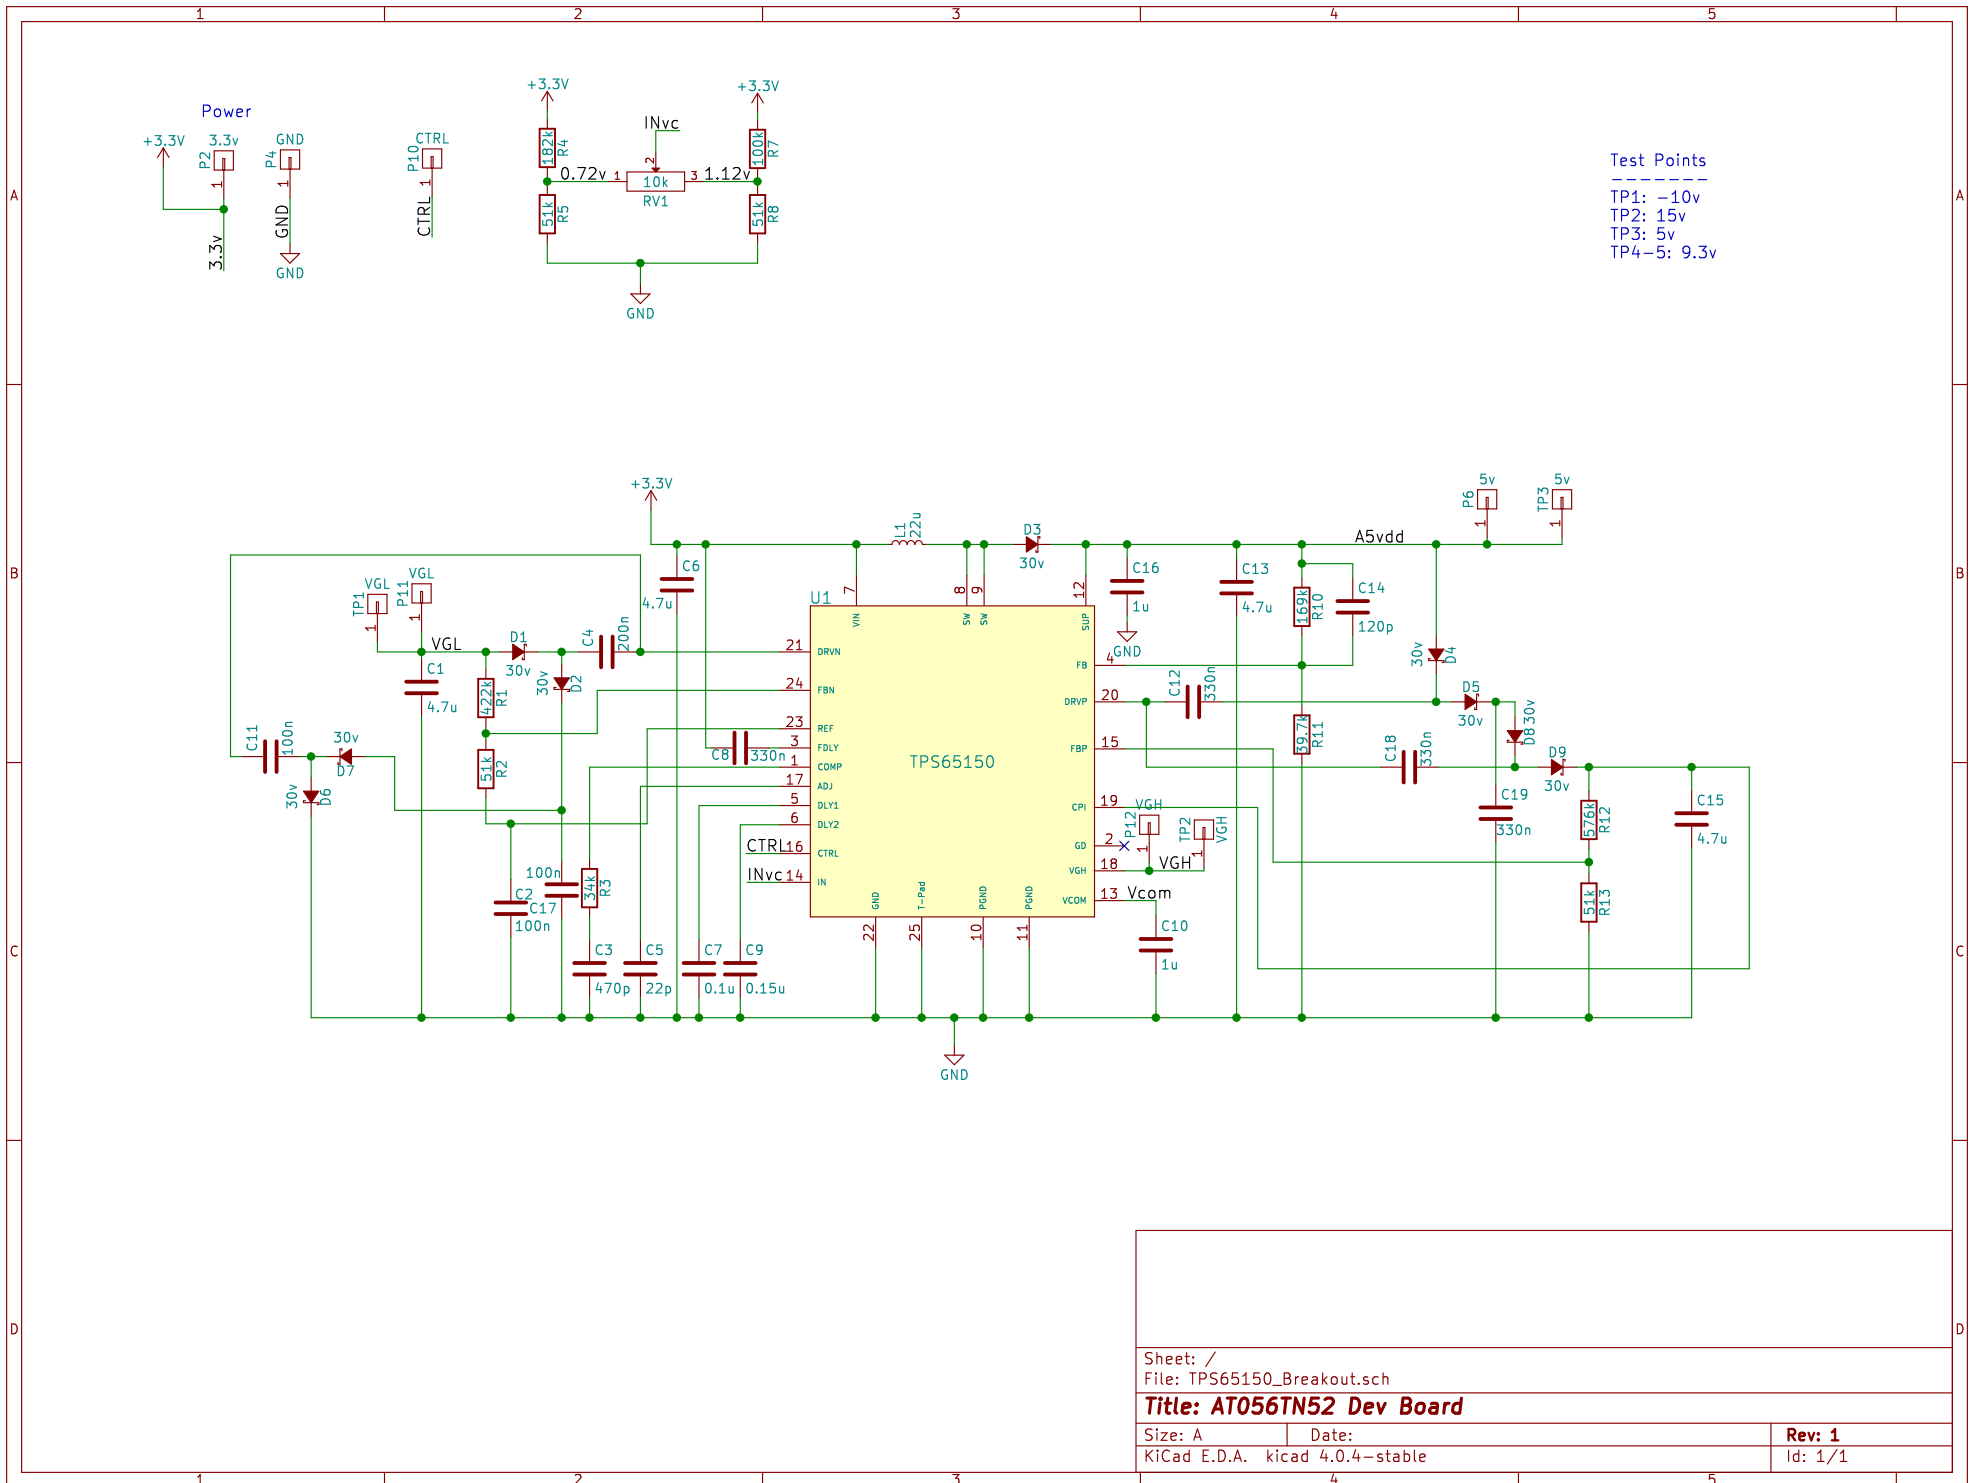 1 2 3 4 5
A A
B B
C C
D D
1 2 3 4 5
Power
+3.3V
P2 3.3v 1
3.3v
P4 GND 1
GND
GND
P10 CTRL 1
CTRL
+3.3V
182k R4
0.72v
51k R5
INvc
1 2 3
10k
RV1
+3.3V
100k R7
1.12v
51k R8
GND
Test Points
-------
TP1: -10v
TP2: 15v
TP3: 5v
TP4-5: 9.3v
+3.3V
L1 22u
D3
30v
A5vdd
P6 5v 1
TP3 5v 1
C6
4.7u
C16
1u
GND
C13
4.7u
169k R10
C14
120p
39.7k R11
TP1 VGL 1
P11 VGL 1
VGL
C1
4.7u
422k R1
51k R2
D1
30v
30v D2
C4 200n
C11 100n
30v
D7
30v D6
C8 330n
C2
100n
100n
C17
34k R3
C3
470p
C5
22p
C7
0.1u
C9
0.15u
U1
TPS65150
7 VIN
8 SW
9 SW
12 SUP
21 DRVN
24 FBN
23 REF
3 FDLY
1 COMP
17 ADJ
5 DLY1
6 DLY2
CTRL 16 CTRL
INvc 14 IN
22 GND
25 T-Pad
10 PGND
11 PGND
FB 4
DRVP 20
FBP 15
CPI 19
GD 2
VGH 18
VCOM 13
Vcom
C10
1u
P12 VGH 1
TP2 VGH 1
VGH
C12 330n
30v D4
D5
30v
D8 30v
C18 330n
D9
30v
C19
330n
576k R12
51k R13
C15
4.7u
GND
Sheet: /
File: TPS65150_Breakout.sch
Title: AT056TN52 Dev Board
Size: A Date: Rev: 1
KiCad E.D.A. kicad 4.0.4-stable Id: 1/1